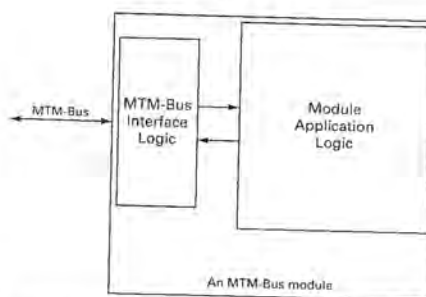 MTM-Bus
MTM-Bus
Interface
Logic
Module
Application
Logic
An MTM-Bus module